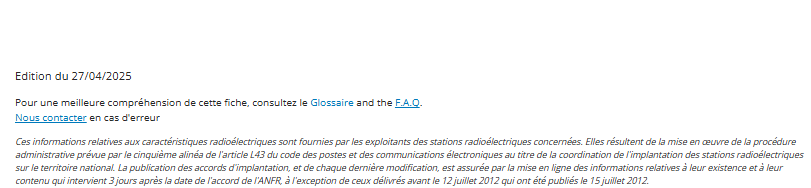 Edition du 27/04/2025
Pour une meilleure compréhension de cette fiche, consultez le Glossaire and the F.A.Q.
Nous contacter en cas d'erreur
Ces informations relatives aux caractéristiques radioélectriques sont fournies par les exploitants des stations radioélectriques concernées. Elles résultent de la mise en œuvre de la procédure
administrative prévue par le cinquième alinéa de l'article L43 du code des postes et des communications électroniques au titre de la coordination de l'implantation des stations radioélectriques
sur le territoire national. La publication des accords d'implantation, et de chaque dernière modification, est assurée par la mise en ligne des informations relatives à leur existence et à leur
contenu qui intervient 3 jours après la date de l'accord de l'ANFR, à l'exception de ceux délivrés avant le 12 juillet 2012 qui ont été publiés le 15 juillet 2012.